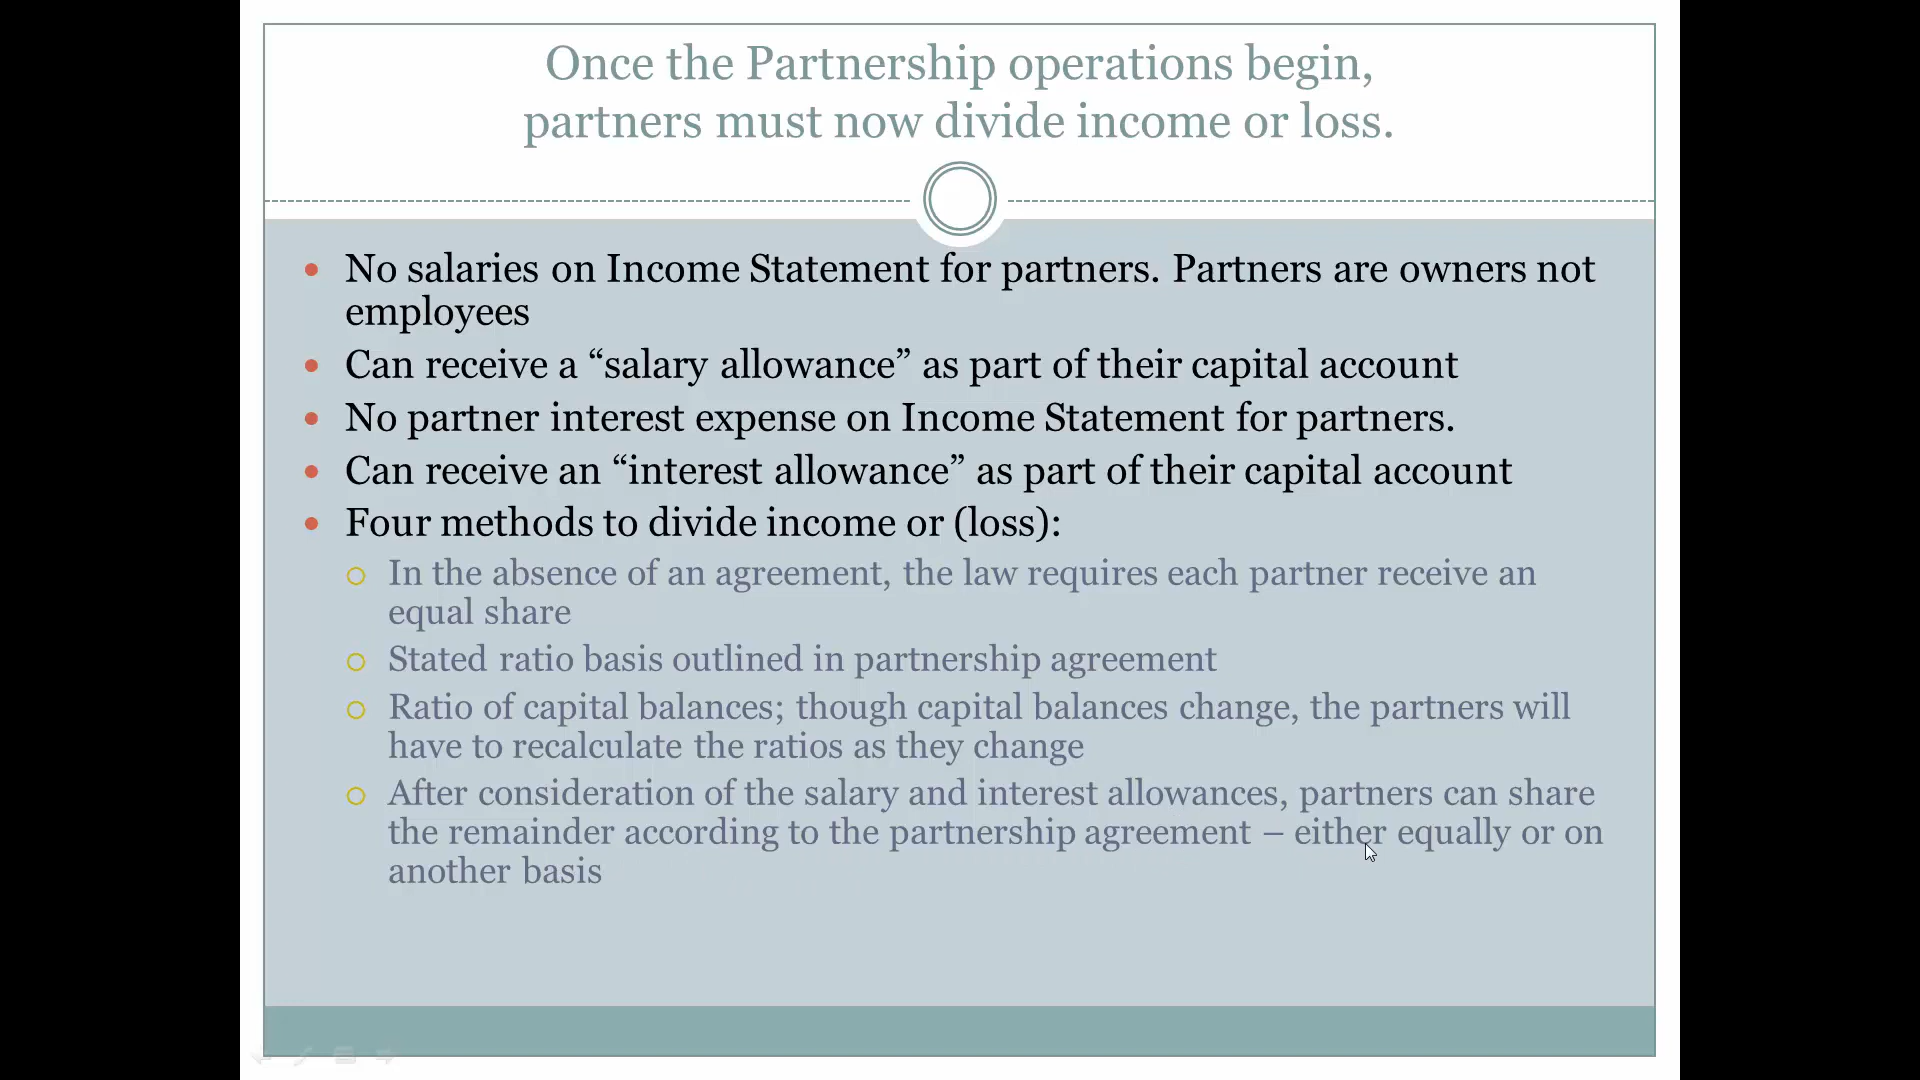 Once the Partnership operations begin,
partners must now divide income or loss.
No salaries on Income Statement for partners. Partners are owners not
employees
Can receive a “salary allowance” as part of their capital account
No partner interest expense on Income Statement for partners.
Can receive an “interest allowance” as part of their capital account
Four methods to divide income or (loss):
In the absence of an agreement, the law requires each partner receive an
equal share
Stated ratio basis outlined in partnership agreement
Ratio of capital balances; though capital balances change, the partners will
have to recalculate the ratios as they change
After consideration of the salary and interest allowances, partners can share
the remainder according to the partnership agreement – either equally or on
another basis